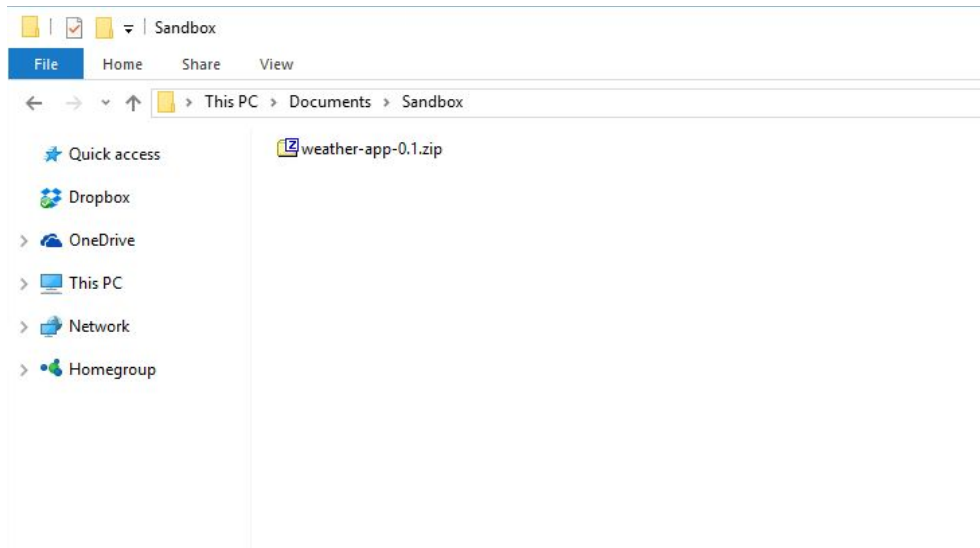 Sandbox
File Home Share View
This PC > Documents > Sandbox
Quick access weather-app-0.1.zip
Dropbox
OneDrive
This PC
Network
Homegroup